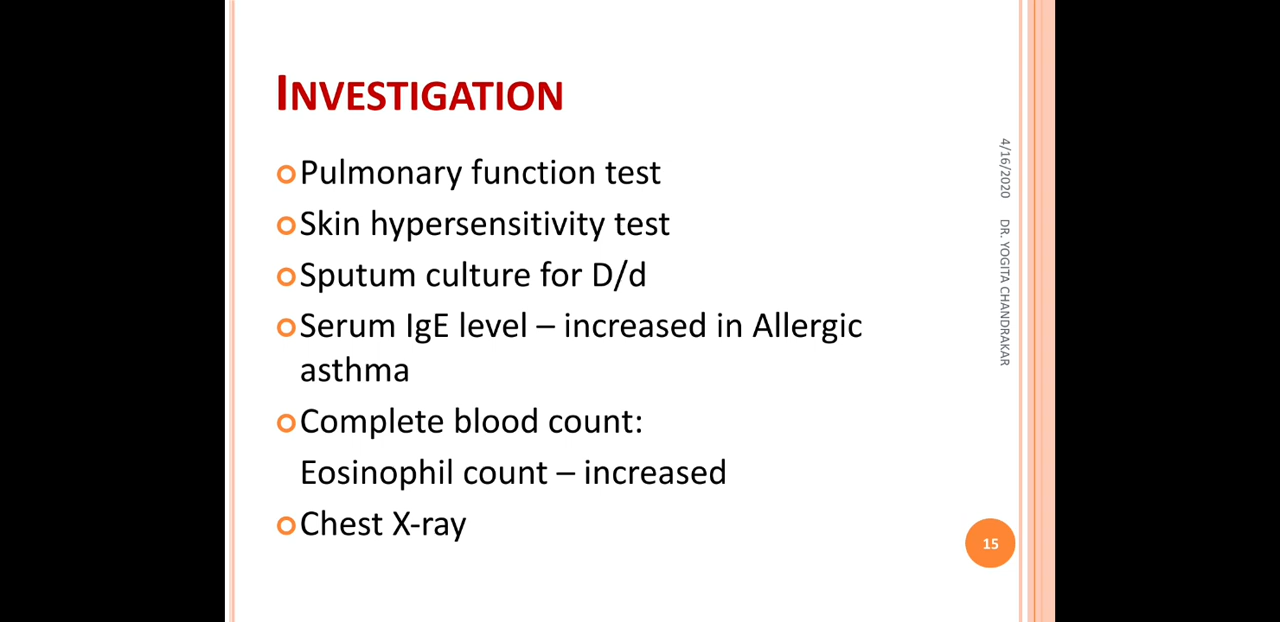 INVESTIGATION
Pulmonary function test
Skin hypersensitivity test
Sputum culture for D/d
Serum IgE level – increased in Allergic
asthma
Complete blood count:
Eosinophil count – increased
Chest X-ray
4/16/2020 DR. YOGITA CHANDRAKAR
15